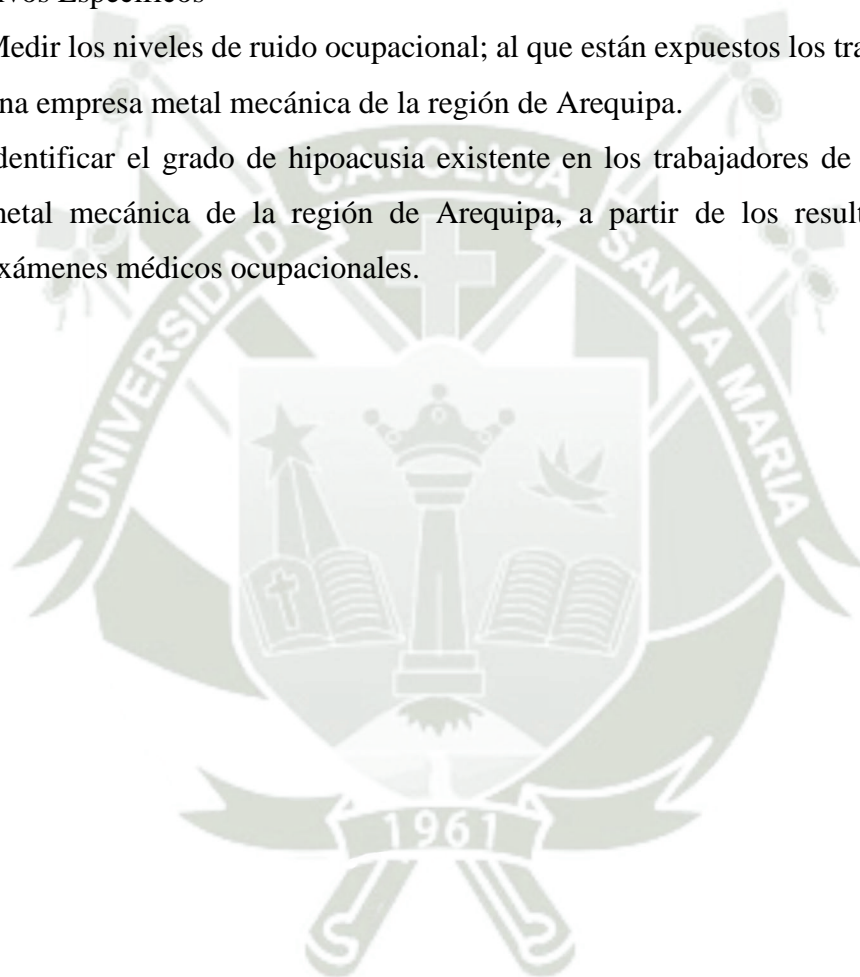 vos Específicos
Medir los niveles de ruido ocupacional; al que están expuestos los tra
na empresa metal mecánica de la región de Arequipa.
dentificar el grado de hipoacusia existente en los trabajadores de
netal mecánica de la región de Arequipa, a partir de los result
xámenes médicos ocupacionales.
UNIVERSIDAD CATOLICA SANTA MARIA
1961